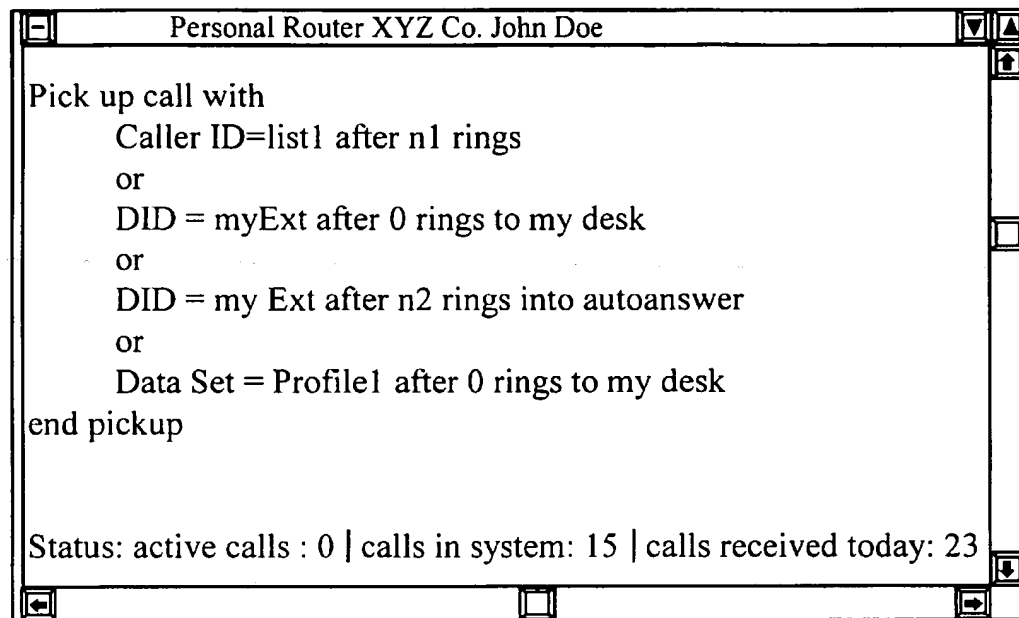 Personal Router XYZ Co. John Doe
Pick up call with
Caller ID=list1 after n1 rings
or
DID = myExt after 0 rings to my desk
or
DID = my Ext after n2 rings into autoanswer
or
Data Set = Profile1 after 0 rings to my desk
end pickup
Status: active calls : 0 | calls in system: 15 | calls received today: 23